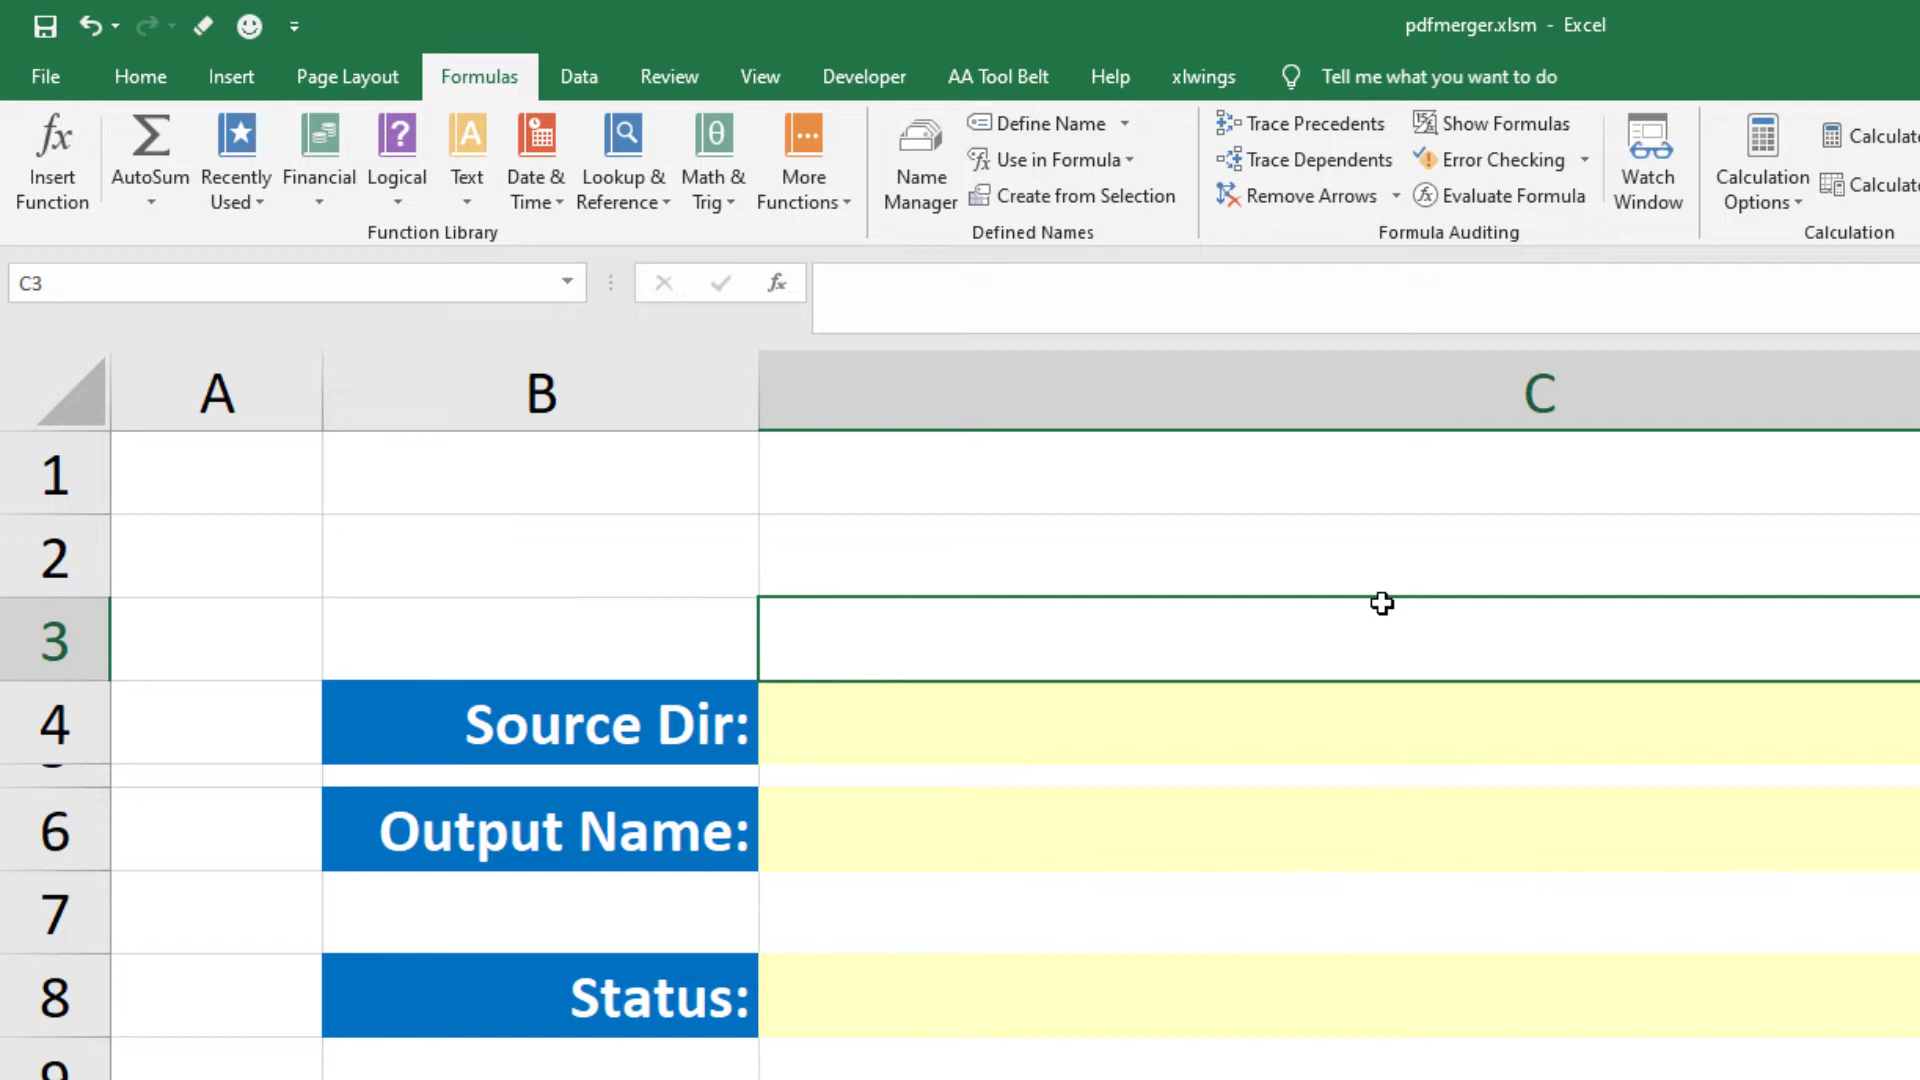 pdfmerger.xlsm - Excel
File Home Insert Page Layout Formulas Data Review View Developer AA Tool Belt Help xlwings Tell me what you want to do
fx Insert Function
AutoSum
Recently Used
Financial
Logical
Text
Date & Time
Lookup & Reference
Math & Trig
More Functions
Function Library
Name Manager
Define Name
Use in Formula
Create from Selection
Defined Names
Trace Precedents
Trace Dependents
Remove Arrows
Show Formulas
Error Checking
Evaluate Formula
Formula Auditing
Watch Window
Calculation Options
Calculate
Calculate
Calculation
C3
fx
A B C
1
2
3
4 Source Dir:
6 Output Name:
7
8 Status:
9